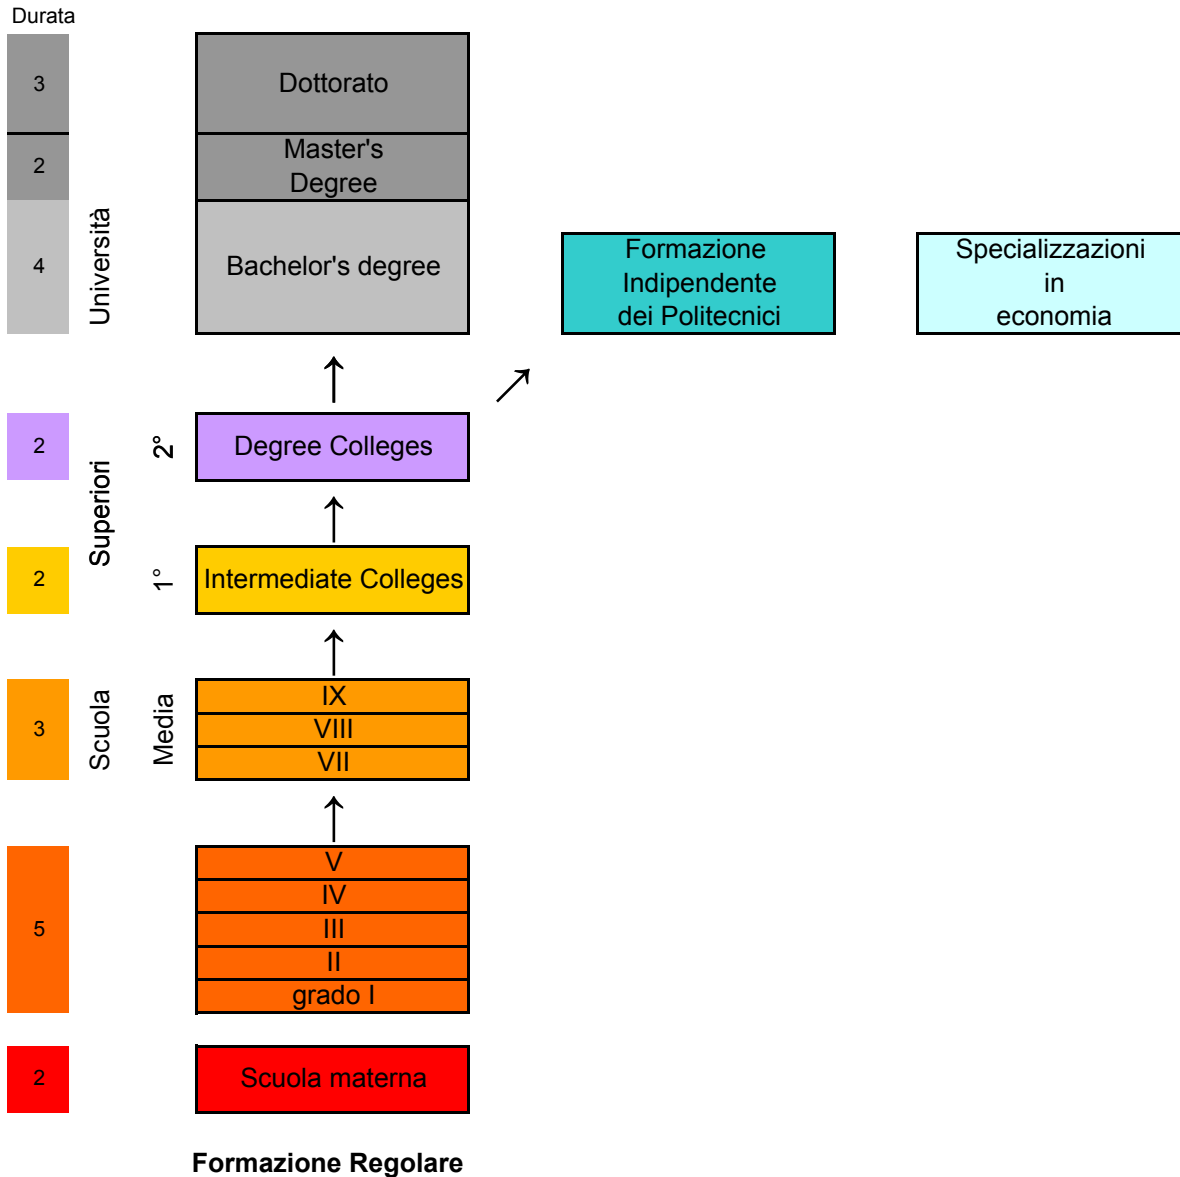 Durata
3
Dottorato
2
Master's
Degree
Università
4
Bachelor's degree
Formazione
Indipendente
dei Politecnici
Specializzazioni
in
economia
↑
↗
2
Superiori
2°
Degree Colleges
↑
2
1°
Intermediate Colleges
↑
3
Scuola
Media
IX
VIII
VII
↑
5
V
IV
III
II
grado I
2
Scuola materna
Formazione Regolare